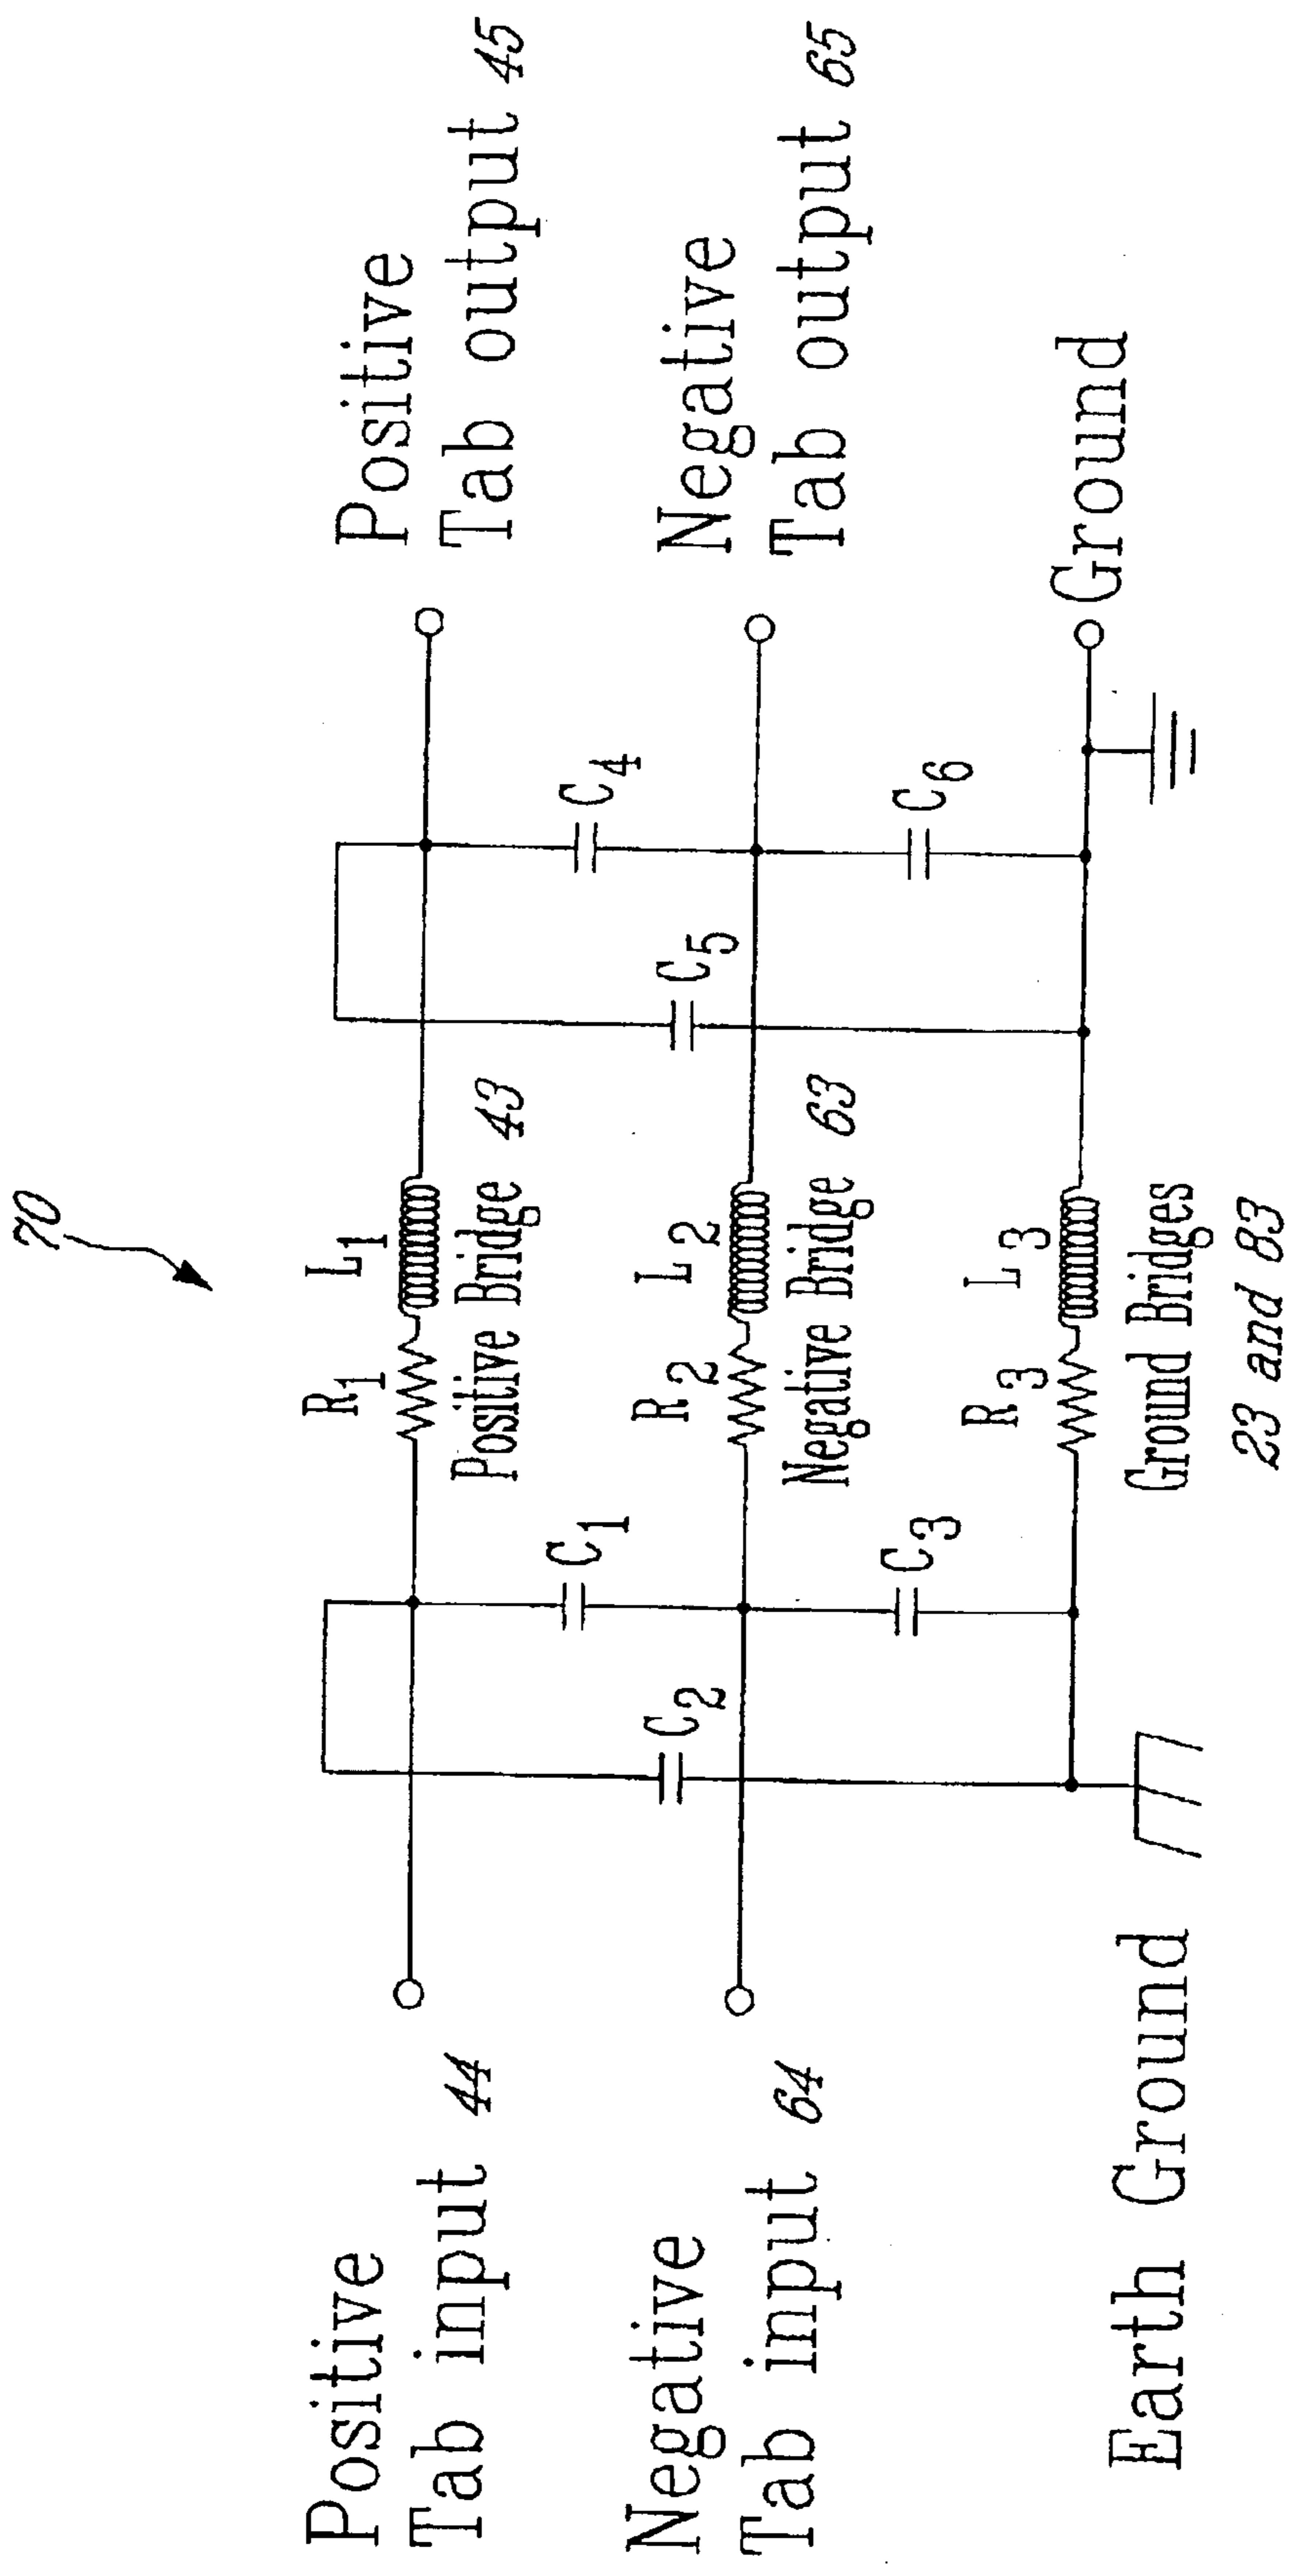 70
Positive
Tab input 44
C2
C1
R1
L1
Positive Bridge 43
C5
C4
Positive
Tab output 45
Negative
Tab input 64
C3
R2
L2
Negative Bridge 63
C6
Negative
Tab output 65
Earth Ground
R3
L3
Ground Bridges
23 and 83
Ground